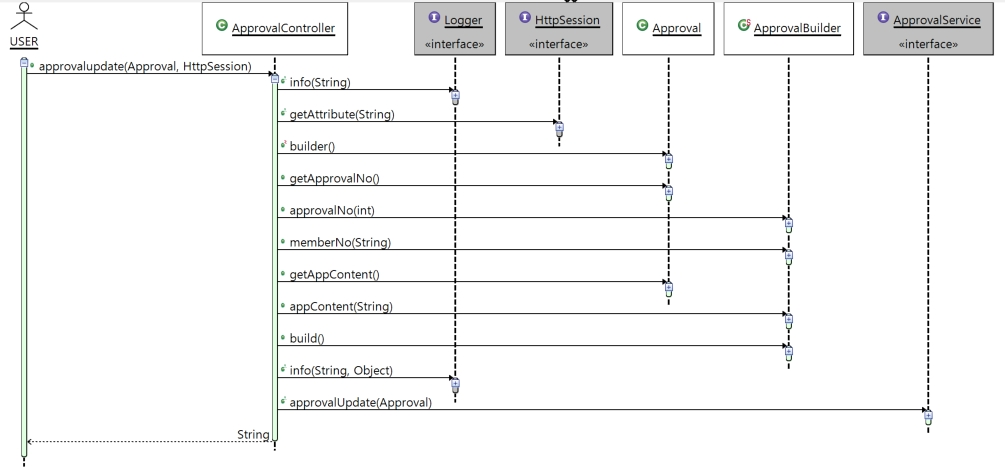 USER
ApprovalController
Logger
«interface»
HttpSession
«interface»
Approval
ApprovalBuilder
ApprovalService
«interface»
approvalupdate(Approval, HttpSession)
info(String)
getAttribute(String)
builder()
getApprovalNo()
approvalNo(int)
memberNo(String)
getAppContent()
appContent(String)
build()
info(String, Object)
approvalUpdate(Approval)
String